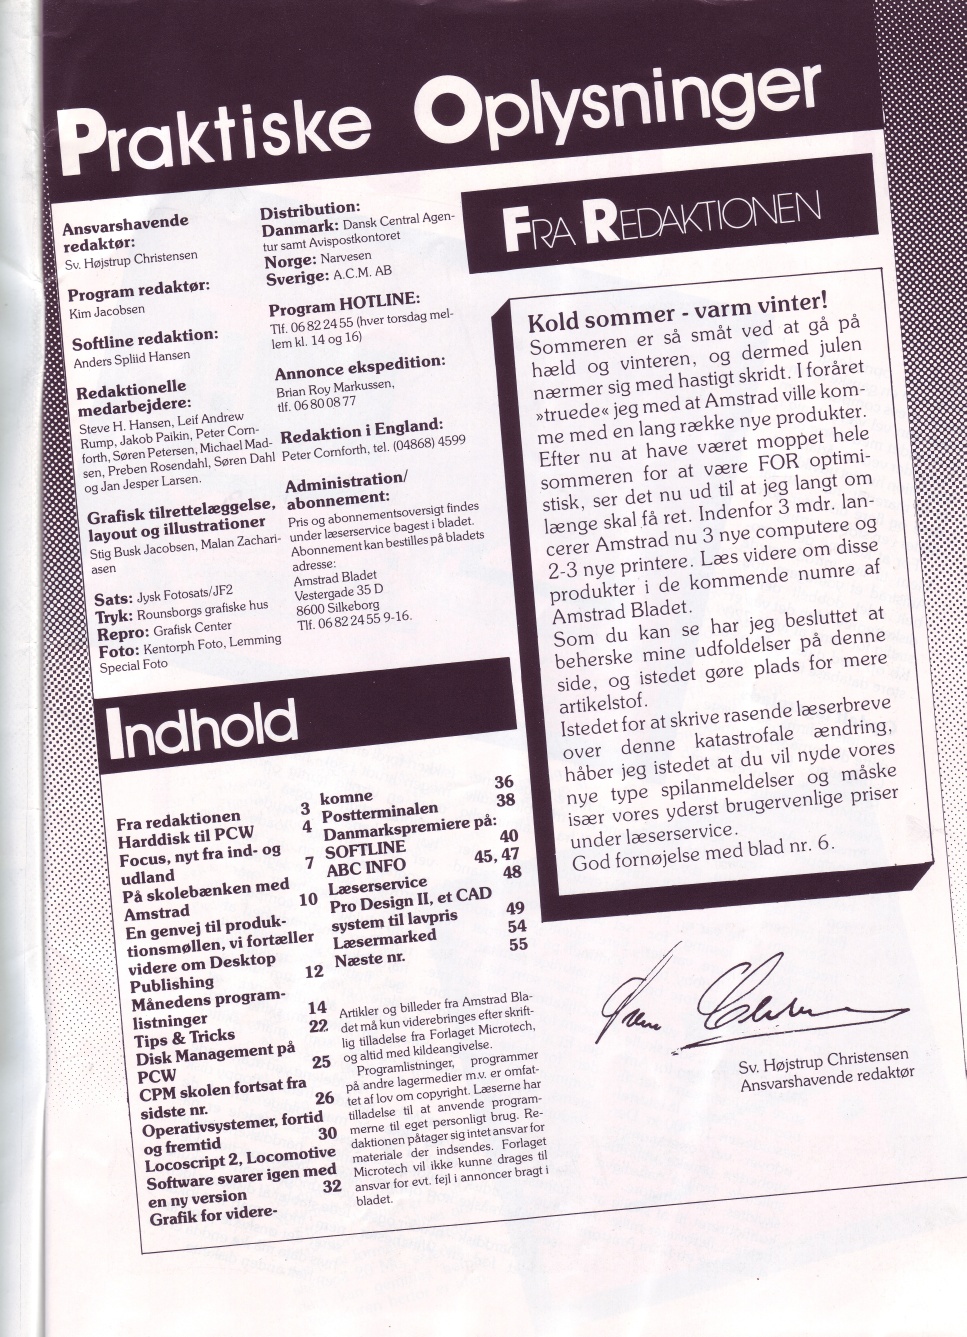 Praktiske Oplysninger
Ansvarshavende
redaktør:
Sv. Højstrup Christensen
Program redaktør:
Kim Jacobsen
Softline redaktion:
Anders Spliid Hansen
Redaktionelle
medarbejdere:
Steve H. Hansen, Leif Andrew
Rump, Jakob Paikin, Peter Corn-
forth, Søren Petersen, Michael Mad-
sen, Preben Rosendahl, Søren Dahl
og Jan Jesper Larsen.
Grafisk tilrettelæggelse,
layout og illustrationer
Stig Busk Jacobsen, Malan Zachari-
asen
Sats: Jysk Fotosats/JF2
Tryk: Rounsborgs grafiske hus
Repro: Grafisk Center
Foto: Kentorph Foto, Lemming
Special Foto
Distribution:
Danmark: Dansk Central Agen-
tur samt Avispostkontoret
Norge: Narvesen
Sverige: A.C.M. AB
Program HOTLINE:
Tlf. 06 82 24 55 (hver torsdag mel-
lem kl. 14 og 16)
Annonce ekspedition:
Brian Roy Markussen,
tlf. 06 80 08 77
Redaktion i England:
Peter Cornforth, tel. (04868) 4599
Administration/
abonnement:
Pris og abonnementsoversigt findes
under læserservice bagest i bladet.
Abonnement kan bestilles på bladets
adresse:
Amstrad Bladet
Vestergade 35 D
8600 Silkeborg
Tlf. 06 82 24 55 9-16.
FRA REDAKTIONEN
Kold sommer - varm vinter!
Sommeren er så småt ved at gå på
hæld og vinteren, og dermed julen
nærmer sig med hastigt skridt. I foråret
»truede« jeg med at Amstrad ville kom-
me med en lang række nye produkter.
Efter nu at have været moppet hele
sommeren for at være FOR optimi-
stisk, ser det nu ud til at jeg langt om
længe skal få ret. Indenfor 3 mdr. lan-
cerer Amstrad nu 3 nye computere og
2-3 nye printere. Læs videre om disse
produkter i de kommende numre af
Amstrad Bladet.
Som du kan se har jeg besluttet at
beherske mine udfoldelser på denne
side, og istedet gøre plads for mere
artikelstof.
Istedet for at skrive rasende læserbreve
over denne katastrofale ændring,
håber jeg istedet at du vil nyde vores
nye type spilanmeldelser og måske
især vores yderst brugervenlige priser
under læserservice.
God fornøjelse med blad nr. 6.
Sv. Højstrup Christensen
Ansvarshavende redaktør
Indhold
Fra redaktionen 3
Harddisk til PCW 4
Focus, nyt fra ind- og
udland 7
På skolebænken med
Amstrad 10
En genvej til produk-
tionsmøllen, vi fortæller
videre om Desktop
Publishing 12
Månedens program-
listninger 14
Tips & Tricks 22
Disk Management på
PCW 25
CPM skolen fortsat fra
sidste nr. 26
Operativsystemer, fortid
og fremtid 30
Locoscript 2, Locomotive
Software svarer igen med
en ny version 32
Grafik for videre-
komne 36
Postterminalen 38
Danmarkspremiere på:
SOFTLINE 40
ABC INFO 45, 47
Læserservice 48
Pro Design II, et CAD
system til lavpris 49
Læsermarked 54
Næste nr. 55
Artikler og billeder fra Amstrad Bla-
det må kun viderebringes efter skrift-
lig tilladelse fra Forlaget Microtech,
og altid med kildeangivelse.
Programlistninger, programmer
på andre lagermedier m.v. er omfat-
tet af lov om copyright. Læserne har
tilladelse til at anvende program-
merne til eget personligt brug. Re-
daktionen påtager sig intet ansvar for
materiale der indsendes. Forlaget
Microtech vil ikke kunne drages til
ansvar for evt. fejl i annoncer bragt i
bladet.